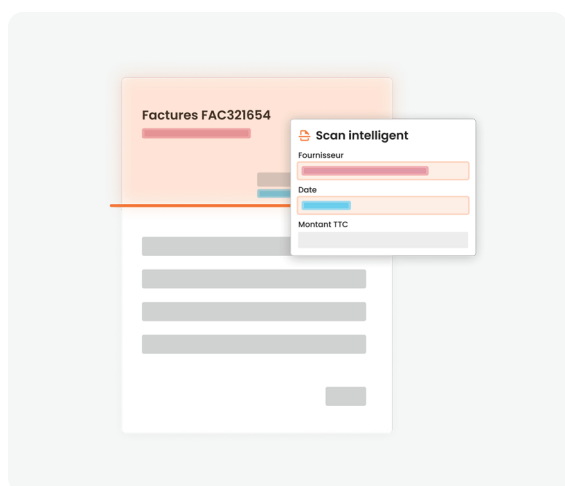 Factures FAC321654
Scan intelligent
Fournisseur
Date
Montant TTC